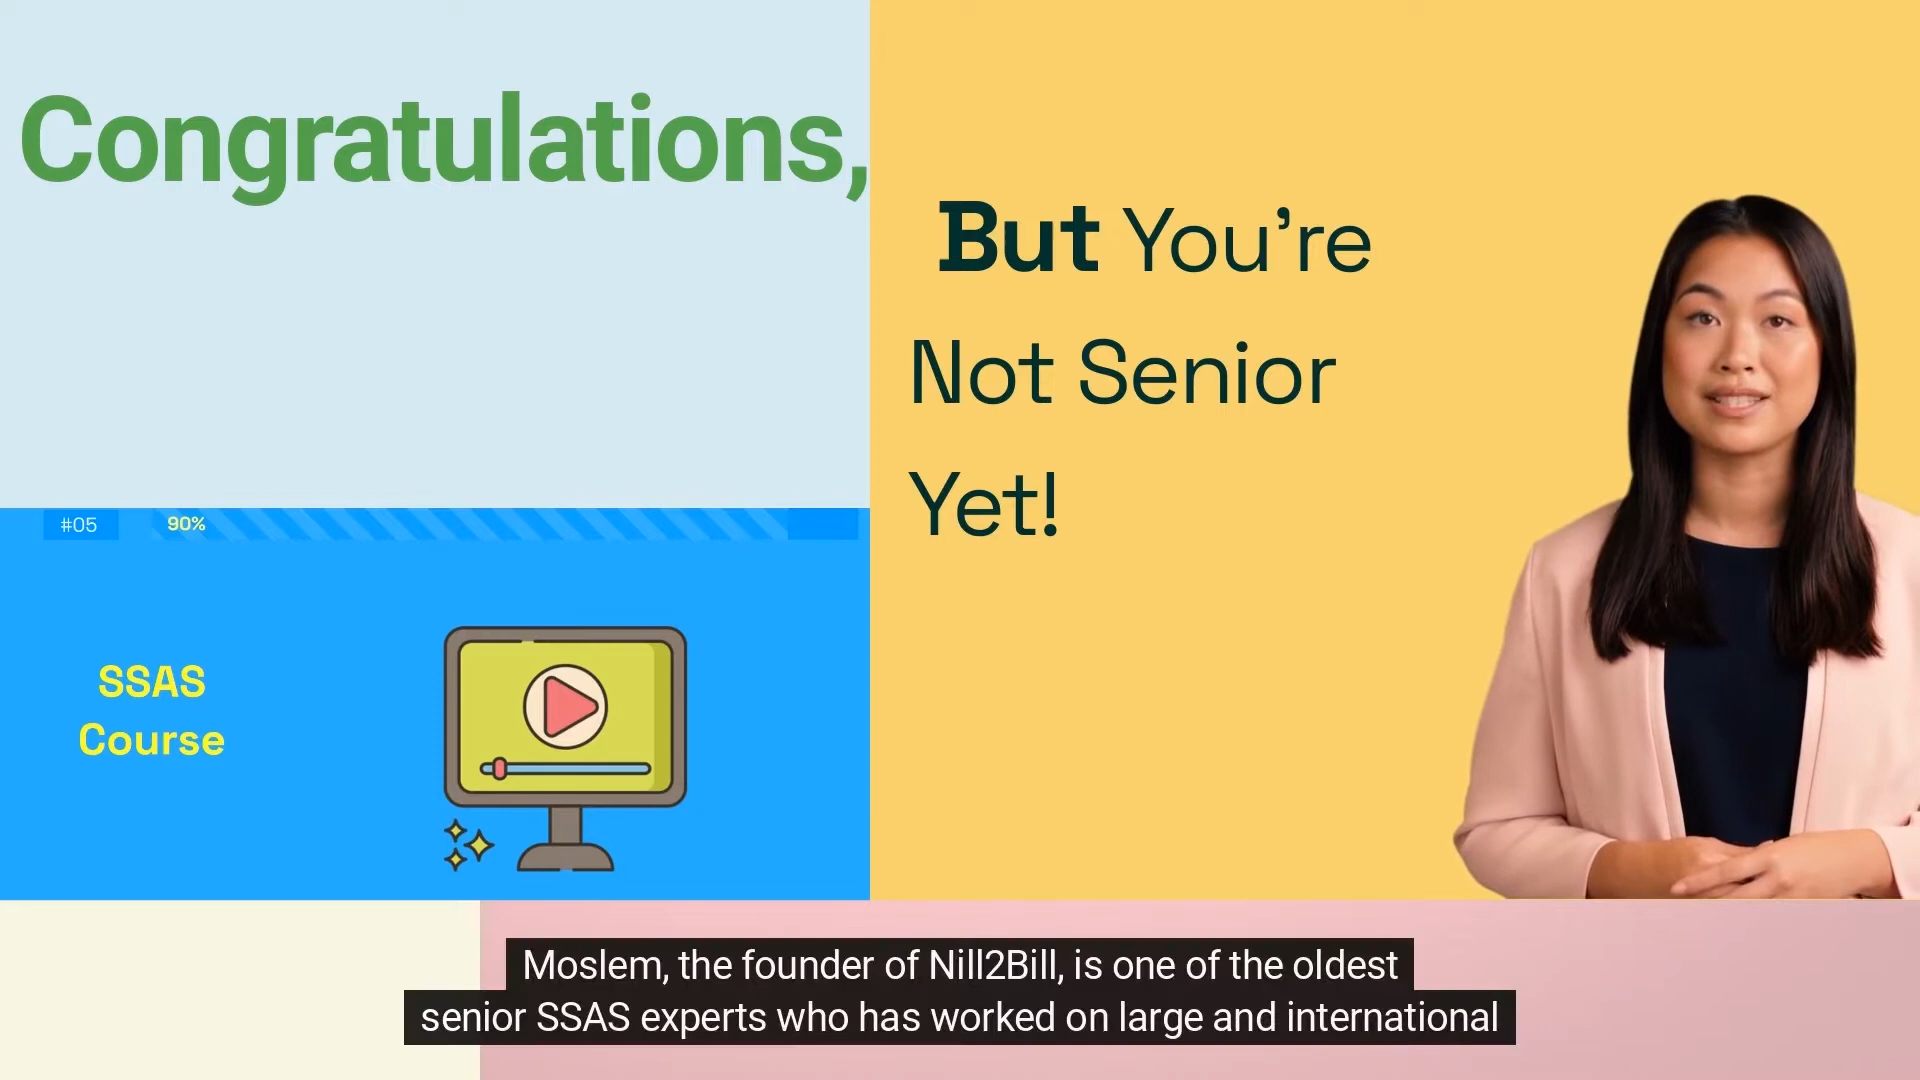 Congratulations,
But You’re
Not Senior
Yet!
#05
90%
SSAS
Course
Moslem, the founder of Nill2Bill, is one of the oldest
senior SSAS experts who has worked on large and international